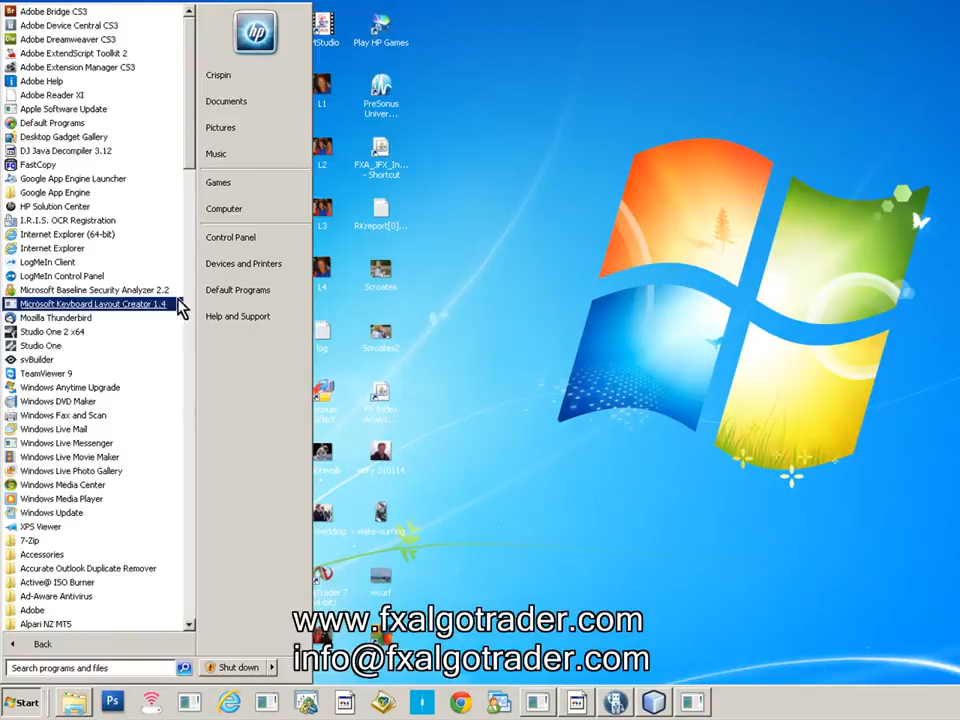 Adobe Bridge CS3
Adobe Device Central CS3
Adobe Dreamweaver CS3
Adobe ExtendScript Toolkit 2
Adobe Extension Manager CS3
Adobe Help
Adobe Reader XI
Apple Software Update
Default Programs
Desktop Gadget Gallery
DJ Java Decompiler 3.12
FastCopy
Google App Engine Launcher
Google App Engine
HP Solution Center
I.R.I.S. OCR Registration
Internet Explorer (64-bit)
Internet Explorer
LogMeIn Client
LogMeIn Control Panel
Microsoft Baseline Security Analyzer 2.2
Microsoft Keyboard Layout Creator 1.4
Mozilla Thunderbird
Studio One 2 x64
Studio One
svBuilder
TeamViewer 9
Windows Anytime Upgrade
Windows DVD Maker
Windows Fax and Scan
Windows Live Mail
Windows Live Messenger
Windows Live Movie Maker
Windows Live Photo Gallery
Windows Media Center
Windows Media Player
Windows Update
XPS Viewer
7-Zip
Accessories
Accurate Outlook Duplicate Remover
Active@ ISO Burner
Ad-Aware Antivirus
Adobe
Alpari NZ MT5
Back
Search programs and files
hp
Crispin
Documents
Pictures
Music
Games
Computer
Control Panel
Devices and Printers
Default Programs
Help and Support
Shut down
MStudio
L1
L2
L3
L4
log
Play HP Games
PreSonus
Univer...
FXA_JFX_In...
- Shortcut
RKreport[0]...
Scroates
Scroates2
wsurf
www.fxalgotrader.com
info@fxalgotrader.com
Start
Ps